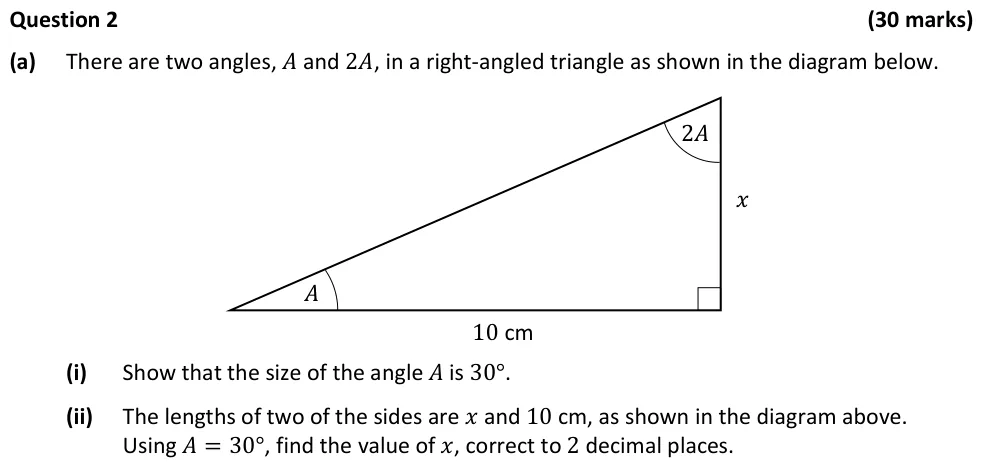 Question 2 (30 marks)
(a) There are two angles, A and 2A, in a right-angled triangle as shown in the diagram below.
2A
x
A
10 cm
(i) Show that the size of the angle A is 30°.
(ii) The lengths of two of the sides are x and 10 cm, as shown in the diagram above.
Using A = 30°, find the value of x, correct to 2 decimal places.